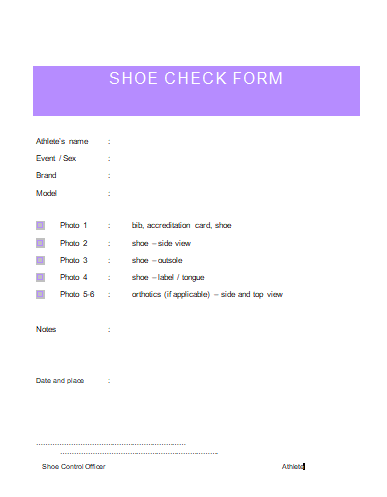 SHOE CHECK FORM
Athlete's name :
Event / Sex :
Brand :
Model :
Photo 1 : bib, accreditation card, shoe
Photo 2 : shoe – side view
Photo 3 : shoe – outsole
Photo 4 : shoe – label / tongue
Photo 5-6 : orthotics (if applicable) – side and top view
Notes :
Date and place :
Shoe Control Officer Athlete